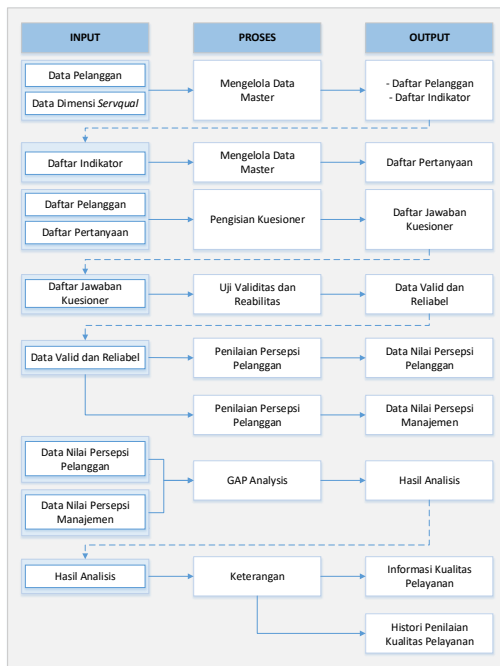 INPUT
PROSES
OUTPUT
Data Pelanggan
Data Dimensi Servqual
Mengelola Data
Master
- Daftar Pelanggan
- Daftar Indikator
Daftar Indikator
Mengelola Data
Master
Daftar Pertanyaan
Daftar Pelanggan
Daftar Pertanyaan
Pengisian Kuesioner
Daftar Jawaban
Kuesioner
Daftar Jawaban
Kuesioner
Uji Validitas dan
Reabilitas
Data Valid dan
Reliabel
Data Valid dan Reliabel
Penilaian Persepsi
Pelanggan
Data Nilai Persepsi
Pelanggan
Penilaian Persepsi
Pelanggan
Data Nilai Persepsi
Manajemen
Data Nilai Persepsi
Pelanggan
Data Nilai Persepsi
Manajemen
GAP Analysis
Hasil Analisis
Hasil Analisis
Keterangan
Informasi Kualitas
Pelayanan
Histori Penilaian
Kualitas Pelayanan